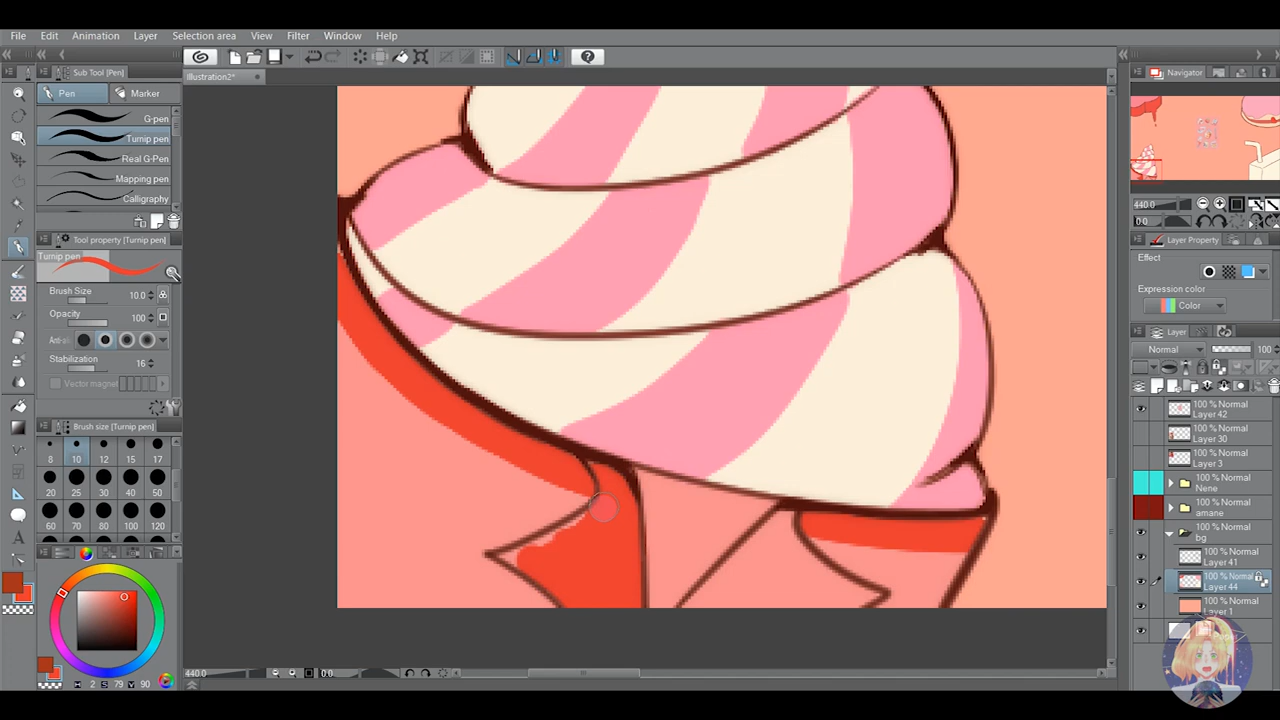 File Edit Animation Layer Selection area View Filter Window Help
Sub Tool [Pen]
Illustration2*
Navigator
Pen Marker
G-pen
Turnip pen
Real G-Pen
Mapping pen
Calligraphy
440.0
0.0
Tool property [Turnip pen]
Layer Property
Turnip pen
Effect
Brush Size 10.0
Expression color
Opacity 100
Color
Layer
Normal 100
Stabilization 16
Vector magnet
100 % Normal
Layer 42
100 % Normal
Layer 30
Brush size [Turnip pen]
100 % Normal
Layer 3
8 10 12 15 17
100 % Normal
Nene
20 25 30 40 50
100 % Normal
amane
60 70 80 100 120
100 % Normal
bg
100 % Normal
Layer 41
100 % Normal
Layer 44
100 % Normal
Layer 1
440.0 0.0
H 2 S 79 V 90